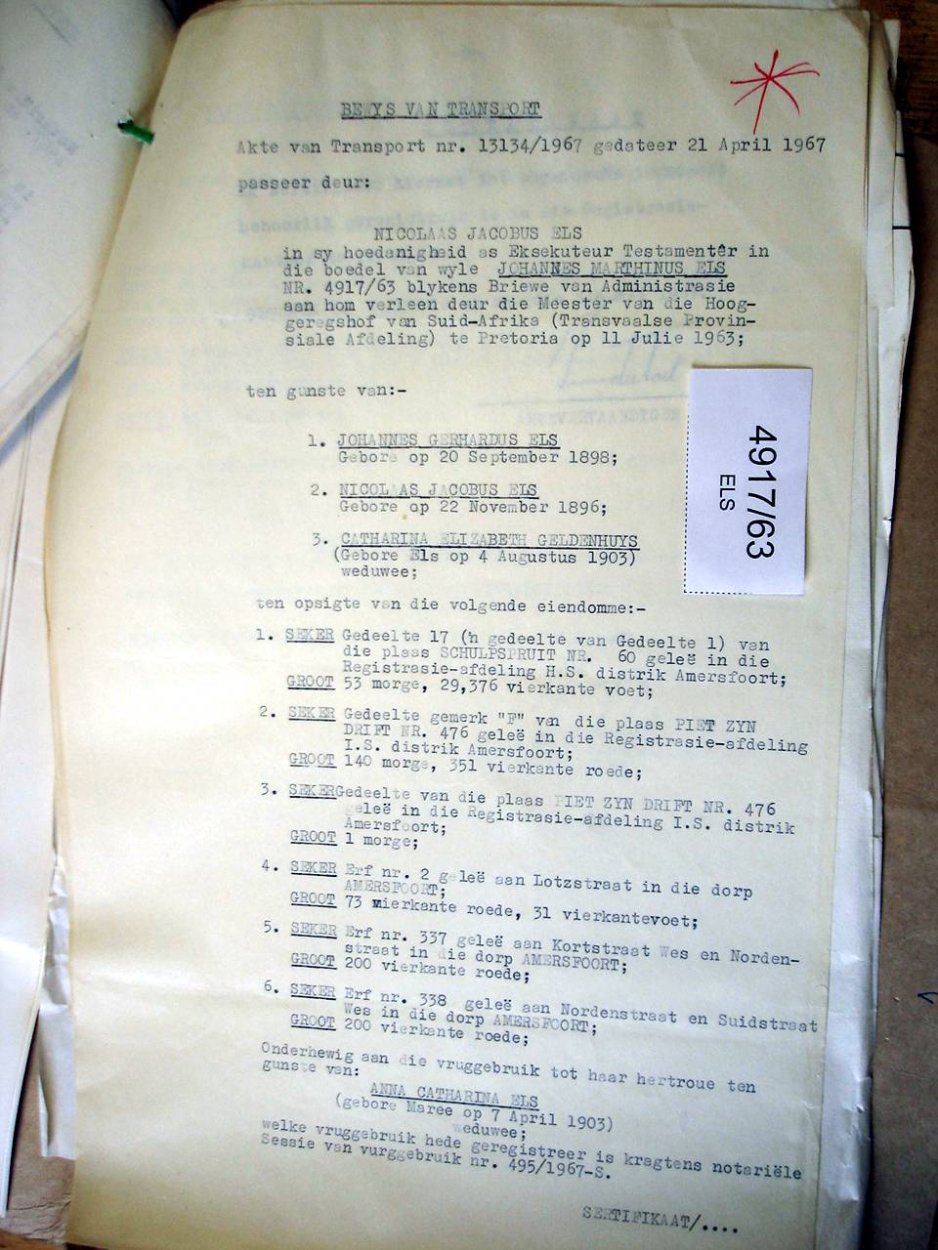 BEWYS VAN TRANSPORT
Akte van Transport nr. 13134/1967 gedateer 21 April 1967
passeer deur:
NICOLAAS JACOBUS ELS
in sy hoedanigheid as Eksekuteur Testamentêr in
die boedel van wyle JOHANNES MARTHINUS ELS
NR. 4917/63 blykens Briewe van Administrasie
aan hom verleen deur die Meester van die Hoog-
geregshof van Suid-Afrika (Transvaalse Provin-
siale Afdeling) te Pretoria op 11 Julie 1963;
ten gunste van:-
1. JOHANNES GERHARDUS ELS
Gebore op 20 September 1898;
2. NICOLAAS JACOBUS ELS
Gebore op 22 November 1896;
3. CATHARINA ELIZABETH GELDENHUYS
(Gebore Els op 4 Augustus 1903)
weduwee;
4917/63
ELS
ten opsigte van die volgende eiendomme:-
1. SEKER Gedeelte 17 ('n gedeelte van Gedeelte 1) van
die plaas SCHULPSPRUIT NR. 60 geleë in die
Registrasie-afdeling H.S. distrik Amersfoort;
GROOT 53 morge, 29,376 vierkante voet;
2. SEKER Gedeelte gemerk "F" van die plaas PIET ZYN
DRIFT NR. 476 geleë in die Registrasie-afdeling
I.S. distrik Amersfoort;
GROOT 140 morge, 351 vierkante roede;
3. SEKERGedeelte van die plaas PIET ZYN DRIFT NR. 476
geleë in die Registrasie-afdeling I.S. distrik
Amersfoort;
GROOT 1 morge;
4. SEKER Erf nr. 2 geleë aan Lotzstraat in die dorp
AMERSFOORT;
GROOT 73 mierkante roede, 31 vierkantevoet;
5. SEKER Erf nr. 337 geleë aan Kortstraat Wes en Norden-
straat in die dorp AMERSFOORT;
GROOT 200 vierkante roede;
6. SEKER Erf nr. 338 geleë aan Nordenstraat en Suidstraat
Wes in die dorp AMERSFOORT;
GROOT 200 vierkante roede;
Onderhewig aan die vruggebruik tot haar hertroue ten
gunste van:
ANNA CATHARINA ELS
(gebore Maree op 7 April 1903)
weduwee;
welke vruggebruik hede geregistreer is kragtens notariële
Sessie van vurggebruik nr. 495/1967-S.
SERTIFIKAAT/....